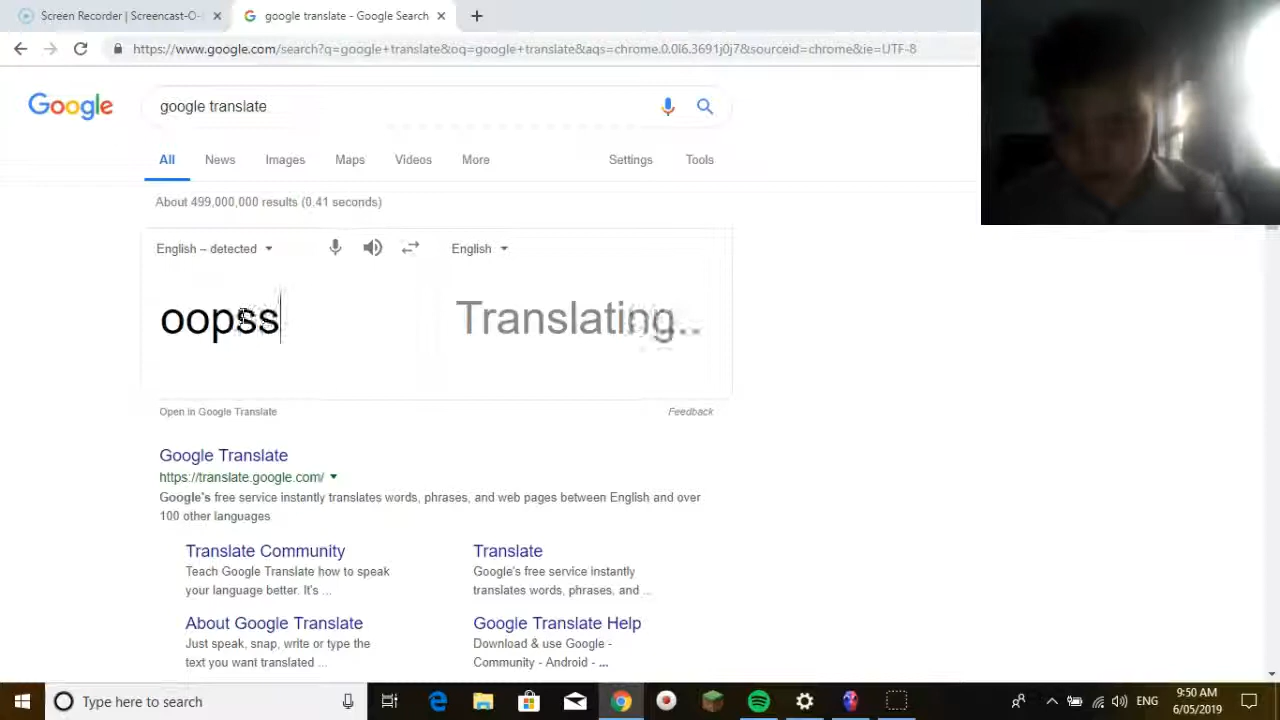 Screen Recorder | Screencast-O-
google translate - Google Search
https://www.google.com/search?q=google+translate&oq=google+translate&aqs=chrome.0.0l6.3691j0j7&sourceid=chrome&ie=UTF-8
Google
google translate
All News Images Maps Videos More Settings Tools
About 499,000,000 results (0.41 seconds)
English – detected English
oopss Translating...
Open in Google Translate Feedback
Google Translate
https://translate.google.com/
Google's free service instantly translates words, phrases, and web pages between English and over
100 other languages
Translate Community
Teach Google Translate how to speak
your language better. It's ...
Translate
Google's free service instantly
translates words, phrases, and ...
About Google Translate
Just speak, snap, write or type the
text you want translated ...
Google Translate Help
Download & use Google -
Community - Android - ...
Type here to search
ENG
9:50 AM
6/05/2019